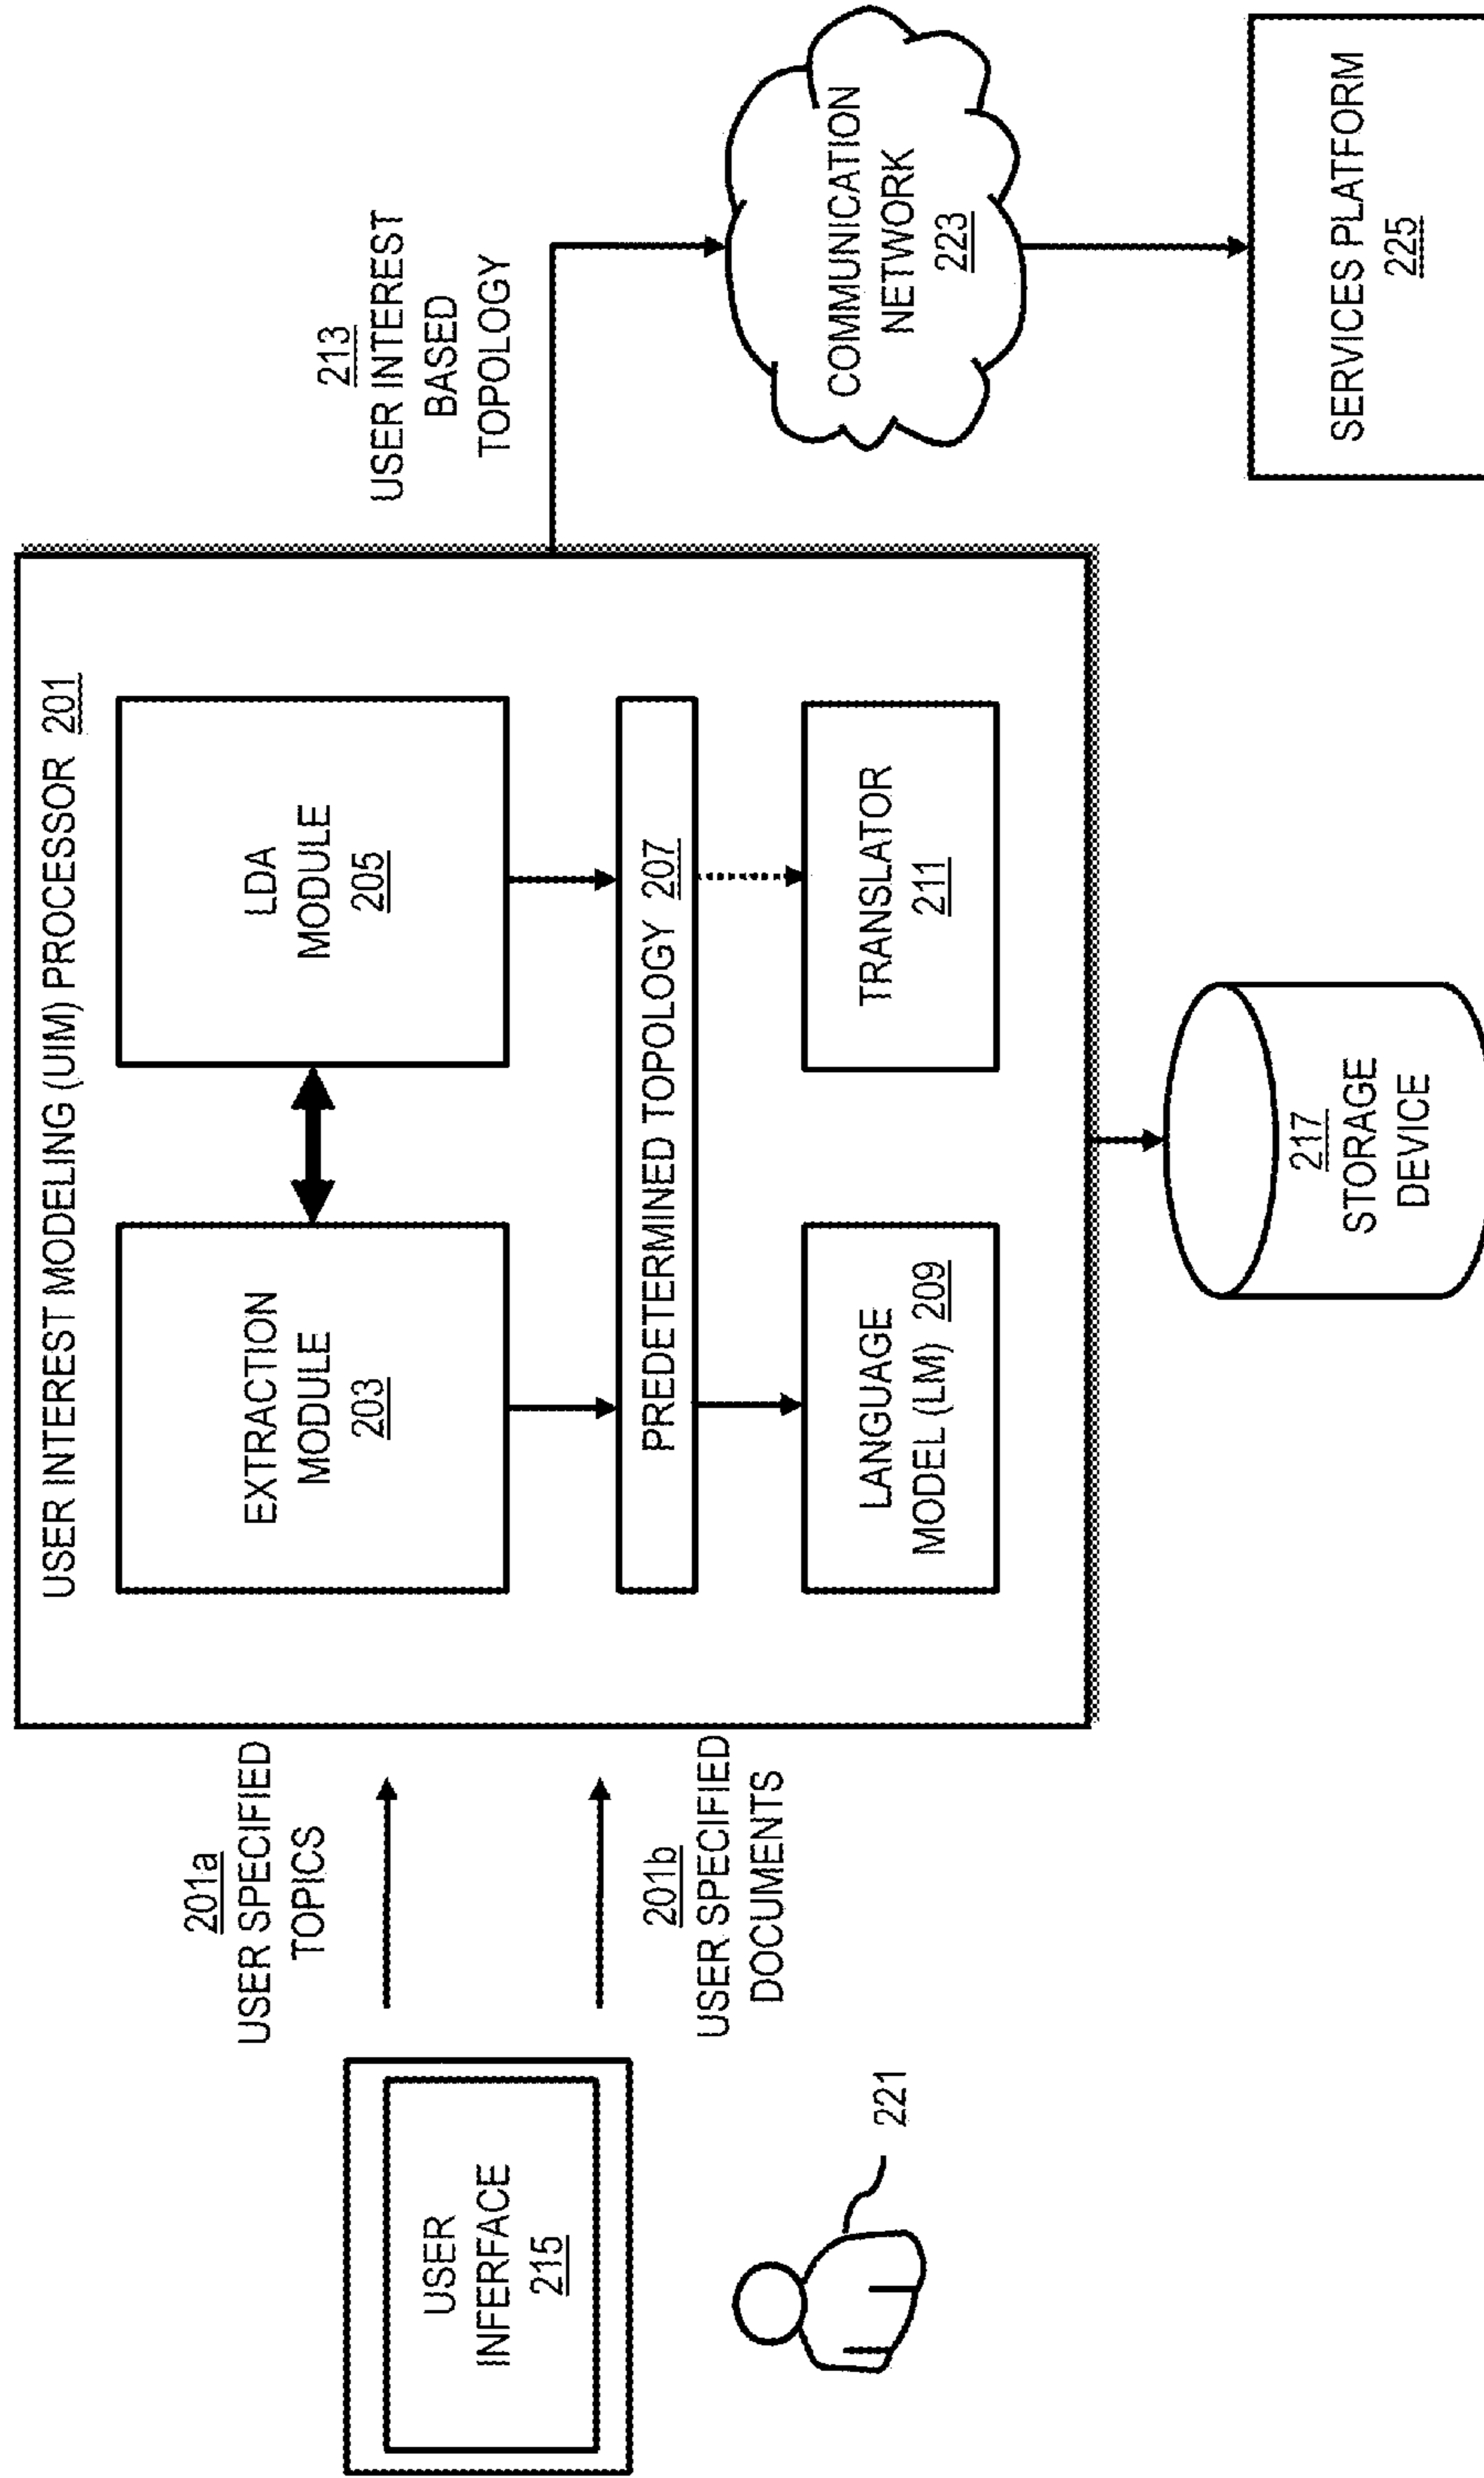 USER INTEREST MODELING (UIM) PROCESSOR 201
EXTRACTION
MODULE
203
LDA
MODULE
205
PREDETERMINED TOPOLOGY 207
LANGUAGE
MODEL (LM) 209
TRANSLATOR
211
201a
USER SPECIFIED
TOPICS
201b
USER SPECIFIED
DOCUMENTS
USER
INFERFACE
215
221
213
USER INTEREST
BASED
TOPOLOGY
COMMUNICATION
NETWORK
223
SERVICES PLATFORM
225
217
STORAGE
DEVICE